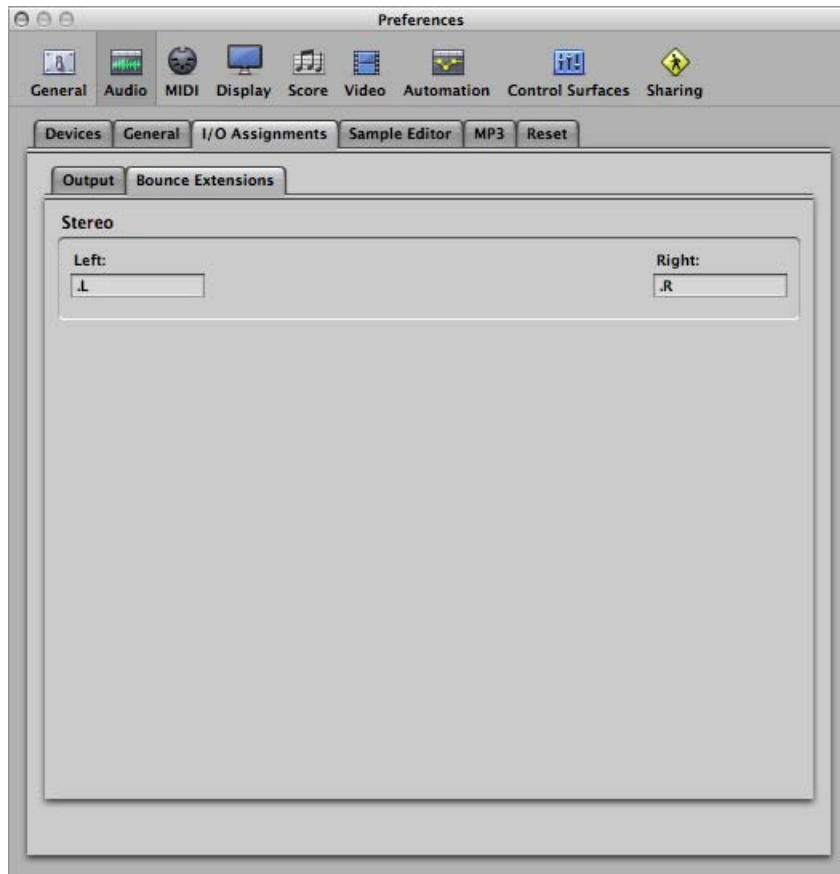 Preferences
General Audio MIDI Display Score Video Automation Control Surfaces Sharing
Devices General I/O Assignments Sample Editor MP3 Reset
Output Bounce Extensions
Stereo
Left: Right:
.L .R